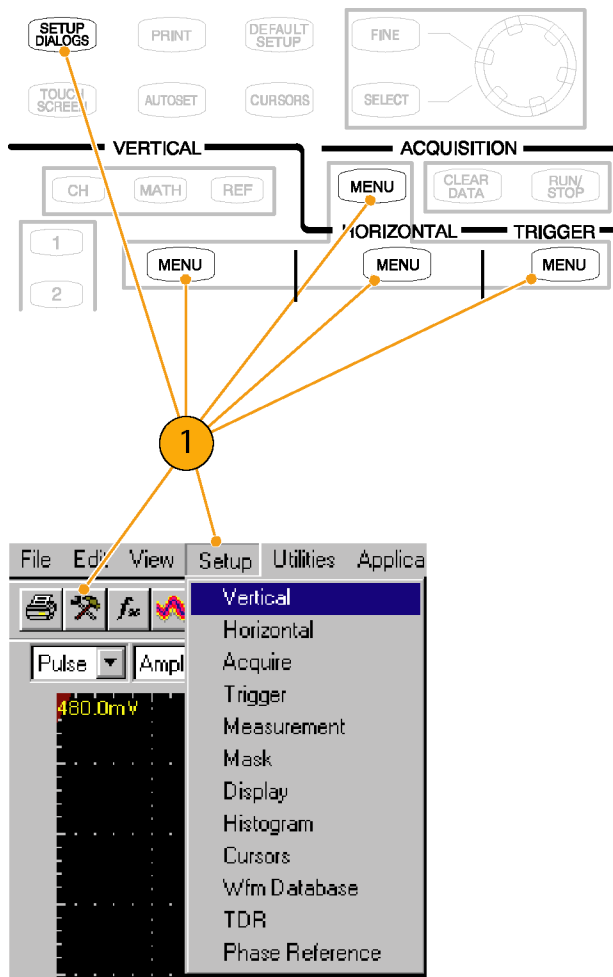 SETUP DIALOGS
PRINT
DEFAULT SETUP
FINE
TOUCH SCREEN
AUTOSET
CURSORS
SELECT
VERTICAL
ACQUISITION
CH
MATH
REF
MENU
CLEAR DATA
RUN/STOP
HORIZONTAL
TRIGGER
1
MENU
MENU
MENU
2
1
File Edit View Setup Utilities Applica
Vertical
Horizontal
Pulse Ampl
Acquire
Trigger
480.0mV
Measurement
Mask
Display
Histogram
Cursors
Wfm Database
TDR
Phase Reference